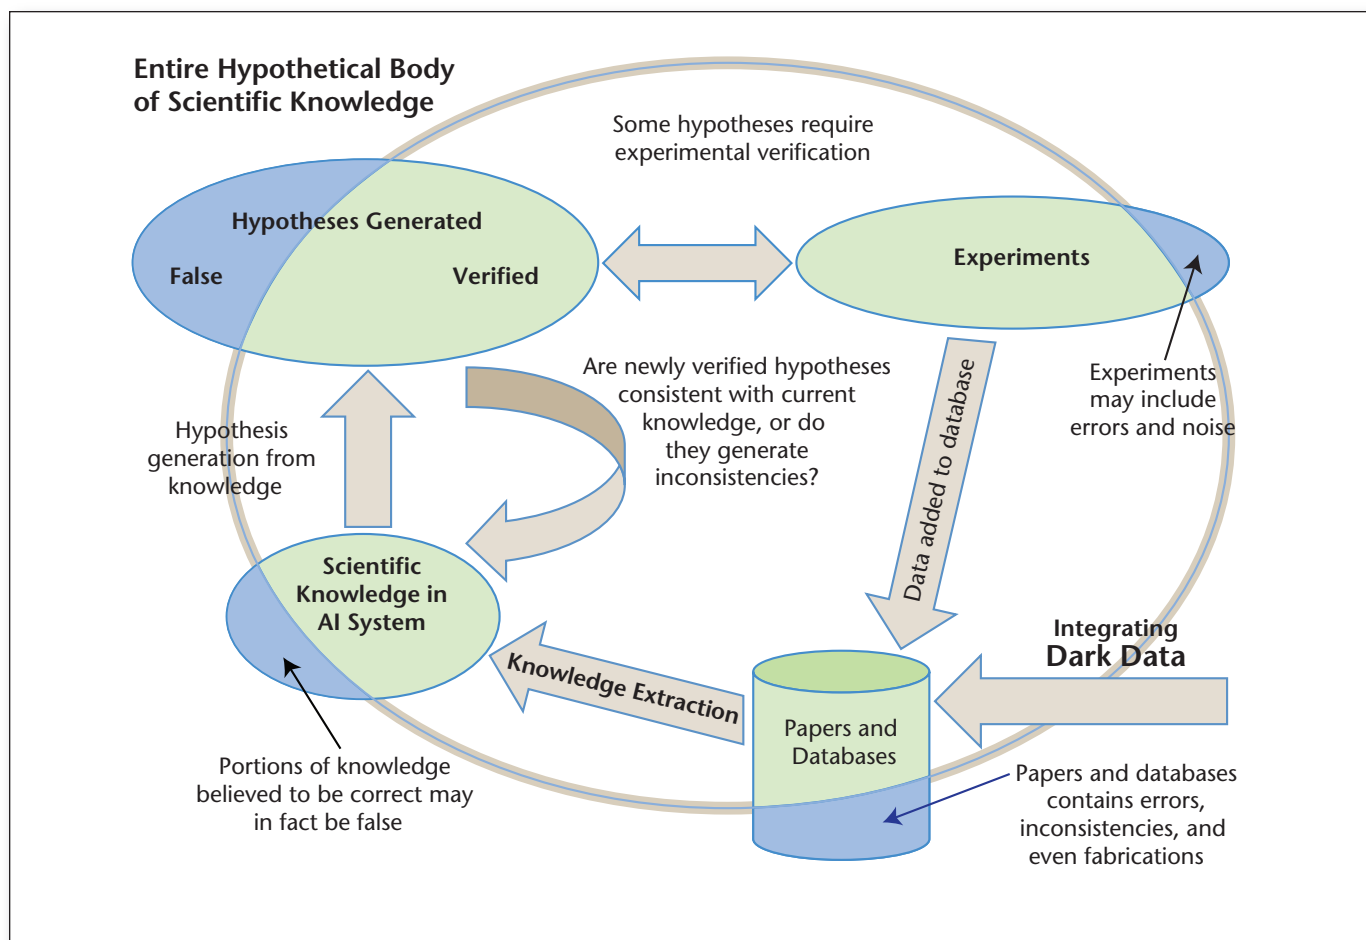 Entire Hypothetical Body
of Scientific Knowledge
Some hypotheses require
experimental verification
Hypotheses Generated
False
Verified
Experiments
Experiments
may include
errors and noise
Are newly verified hypotheses
consistent with current
knowledge, or do
they generate
inconsistencies?
Data added to database
Hypothesis
generation from
knowledge
Scientific
Knowledge in
AI System
Knowledge Extraction
Integrating
Dark Data
Papers and
Databases
Portions of knowledge
believed to be correct may
in fact be false
Papers and databases
contains errors,
inconsistencies, and
even fabrications